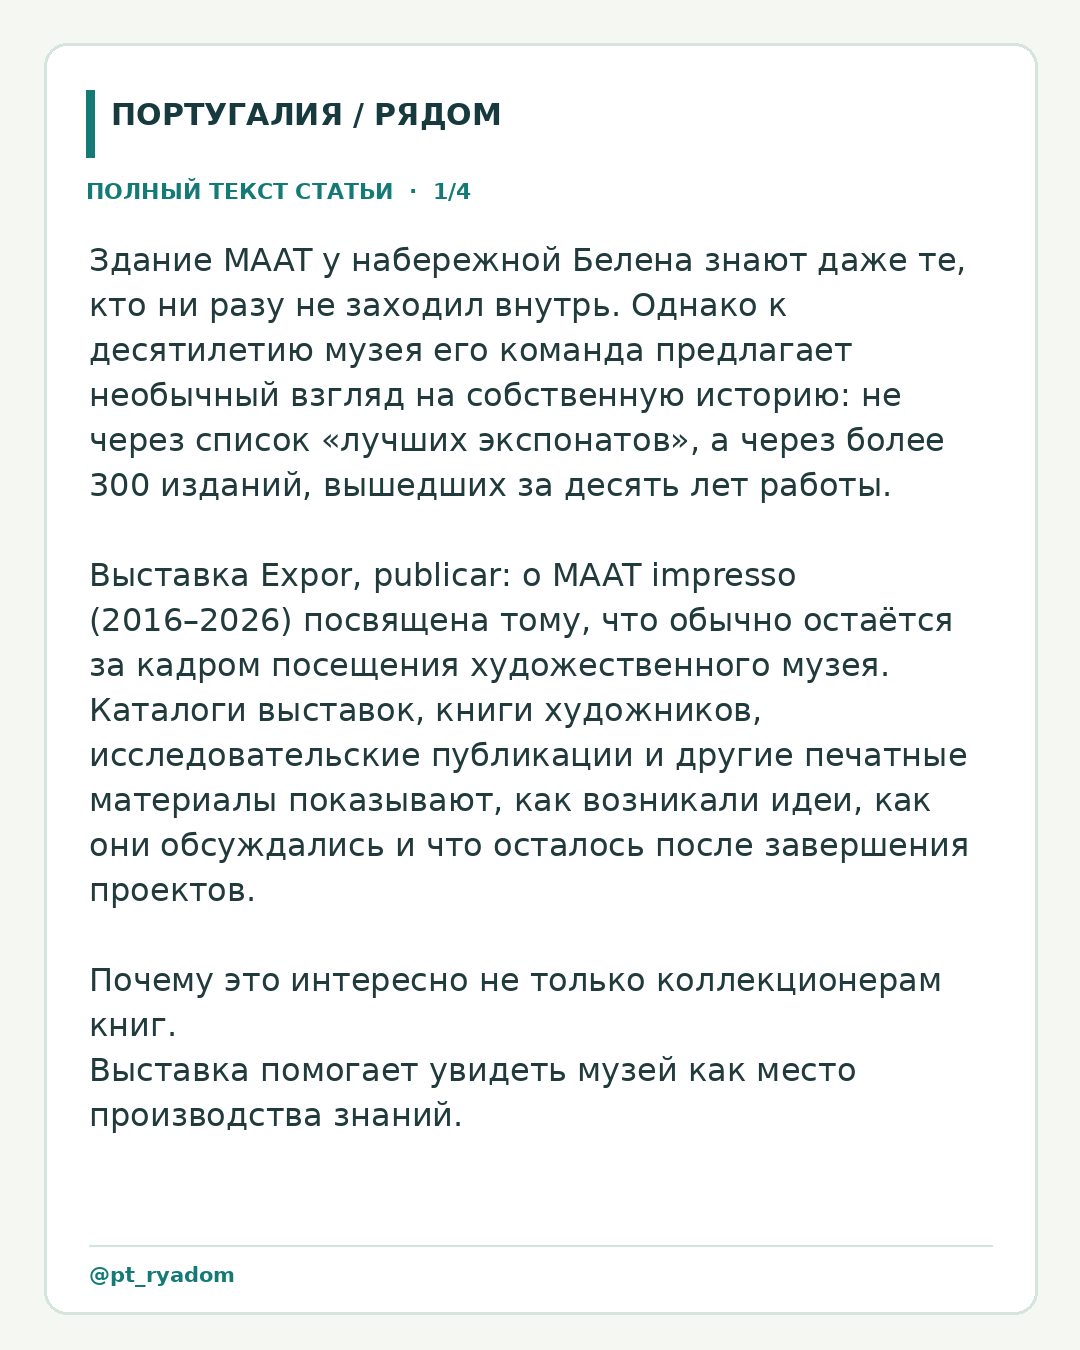 ПОРТУГАЛИЯ / РЯДОМ
ПОЛНЫЙ ТЕКСТ СТАТЬИ · 1/4
Здание MAAT у набережной Белена знают даже те,
кто ни разу не заходил внутрь. Однако к
десятилетию музея его команда предлагает
необычный взгляд на собственную историю: не
через список «лучших экспонатов», а через более
300 изданий, вышедших за десять лет работы.
Выставка Expor, publicar: o MAAT impresso
(2016–2026) посвящена тому, что обычно остаётся
за кадром посещения художественного музея.
Каталоги выставок, книги художников,
исследовательские публикации и другие печатные
материалы показывают, как возникали идеи, как
они обсуждались и что осталось после завершения
проектов.
Почему это интересно не только коллекционерам
книг.
Выставка помогает увидеть музей как место
производства знаний.
@pt_ryadom